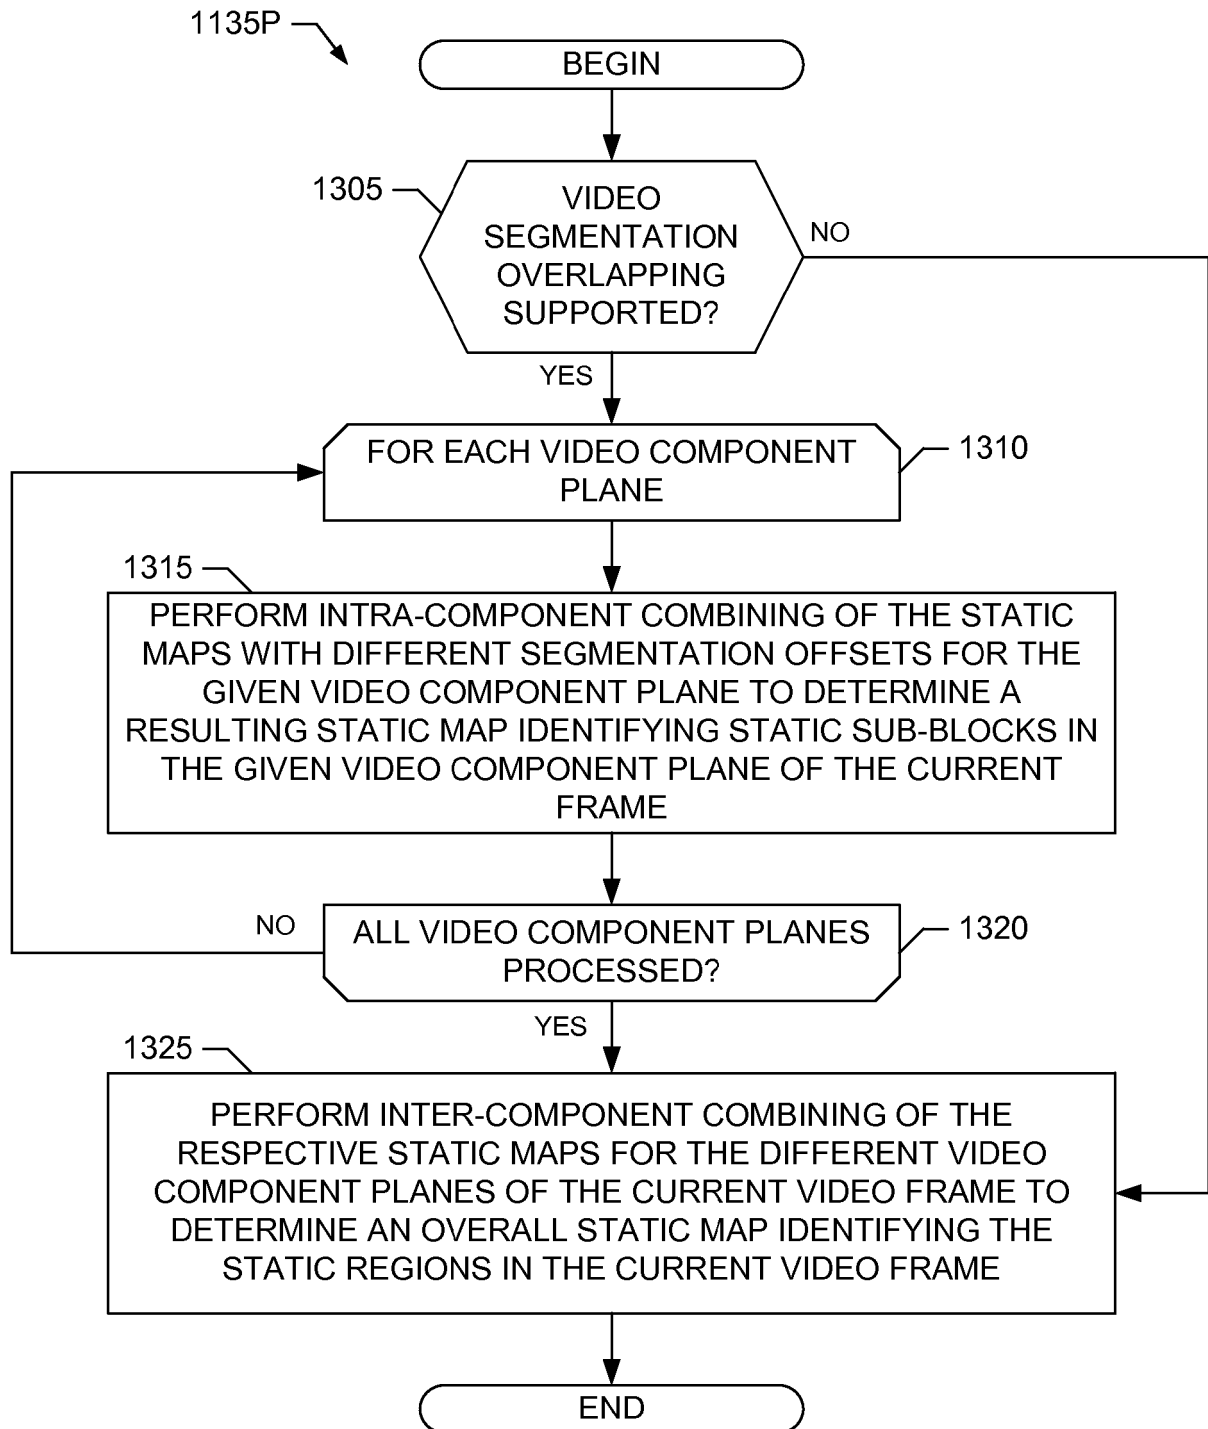 1135P
BEGIN
1305
VIDEO
SEGMENTATION
OVERLAPPING
SUPPORTED?
NO
YES
FOR EACH VIDEO COMPONENT
PLANE
1310
1315
PERFORM INTRA-COMPONENT COMBINING OF THE STATIC
MAPS WITH DIFFERENT SEGMENTATION OFFSETS FOR THE
GIVEN VIDEO COMPONENT PLANE TO DETERMINE A
RESULTING STATIC MAP IDENTIFYING STATIC SUB-BLOCKS IN
THE GIVEN VIDEO COMPONENT PLANE OF THE CURRENT
FRAME
NO
ALL VIDEO COMPONENT PLANES
PROCESSED?
1320
YES
1325
PERFORM INTER-COMPONENT COMBINING OF THE
RESPECTIVE STATIC MAPS FOR THE DIFFERENT VIDEO
COMPONENT PLANES OF THE CURRENT VIDEO FRAME TO
DETERMINE AN OVERALL STATIC MAP IDENTIFYING THE
STATIC REGIONS IN THE CURRENT VIDEO FRAME
END